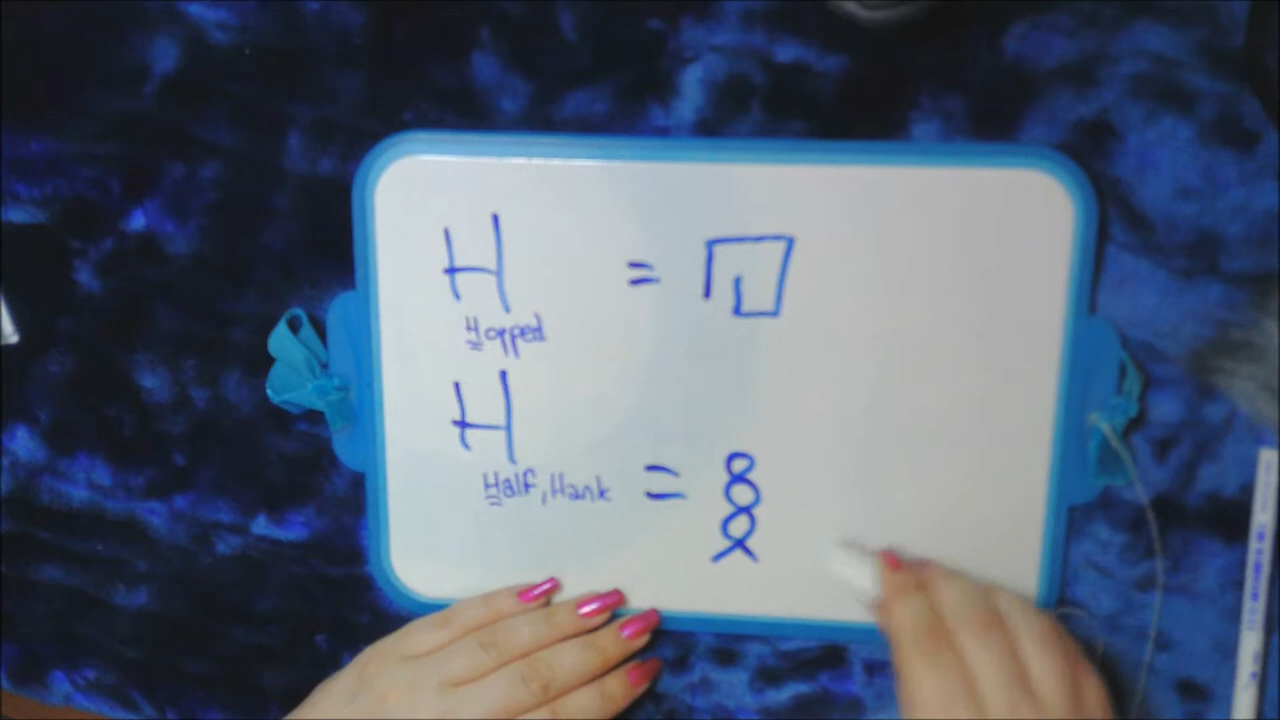 H =
Hopped
H
Half, Hank =